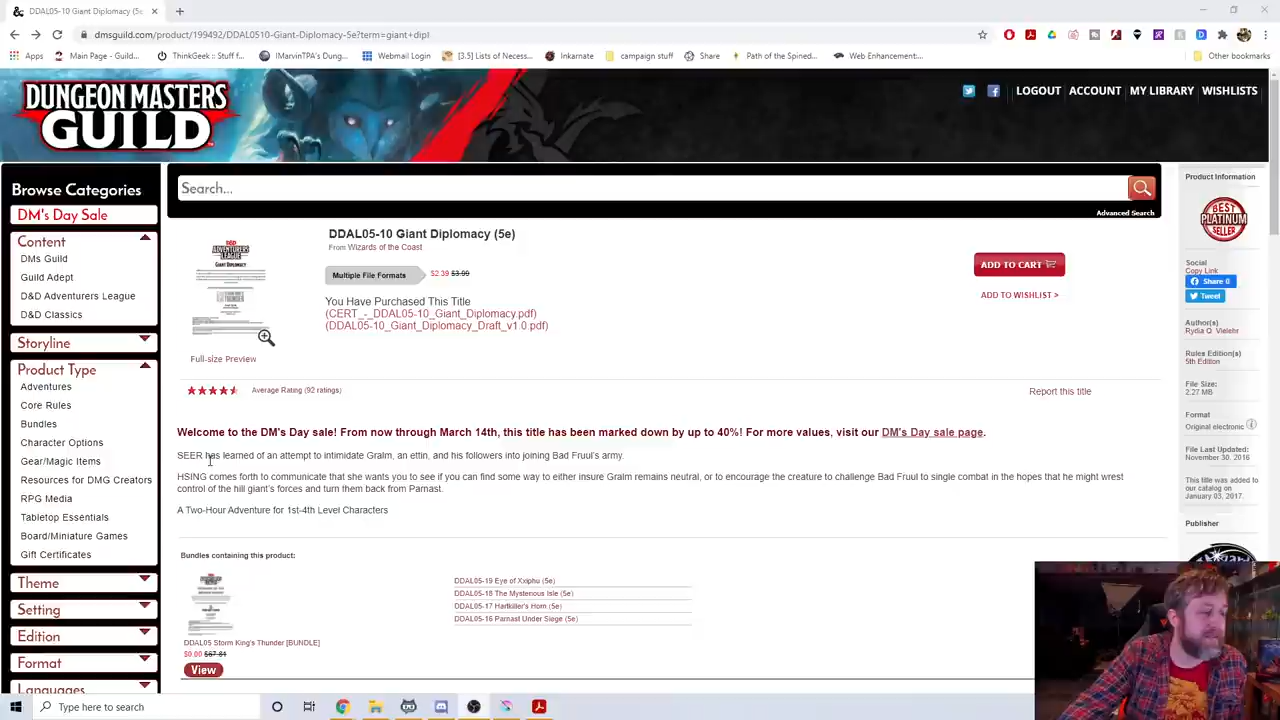 DDAL05-10 Giant Diplomacy (5e
dmsguild.com/product/199492/DDAL0510-Giant-Diplomacy-5e?term=giant+dipl
Apps
Main Page - Guild...
ThinkGeek :: Stuff f...
IMarvinTPA's Dung...
Webmail Login
[3.5] Lists of Necess...
Inkarnate
campaign stuff
Share
Path of the Spined...
Web Enhancement:...
Other bookmarks
DUNGEON MASTERS
GUILD
LOGOUT
ACCOUNT
MY LIBRARY
WISHLISTS
Browse Categories
DM's Day Sale
Content
DMs Guild
Guild Adept
D&D Adventurers League
D&D Classics
Storyline
Product Type
Adventures
Core Rules
Bundles
Character Options
Gear/Magic Items
Resources for DMG Creators
RPG Media
Tabletop Essentials
Board/Miniature Games
Gift Certificates
Theme
Setting
Edition
Format
Languages
Search...
Advanced Search
ADVENTURERS
LEAGUE
GIANT DIPLOMACY
THUNDER
Full-size Preview
DDAL05-10 Giant Diplomacy (5e)
From Wizards of the Coast
Multiple File Formats
$2.39 $3.99
You Have Purchased This Title
(CERT_-_DDAL05-10_Giant_Diplomacy.pdf)
(DDAL05-10_Giant_Diplomacy_Draft_v1.0.pdf)
ADD TO CART
ADD TO WISHLIST >
Average Rating (92 ratings)
Report this title
Welcome to the DM's Day sale! From now through March 14th, this title has been marked down by up to 40%! For more values, visit our DM's Day sale page.
SEER has learned of an attempt to intimidate Gralm, an ettin, and his followers into joining Bad Fruul's army.
HSING comes forth to communicate that she wants you to see if you can find some way to either insure Gralm remains neutral, or to encourage the creature to challenge Bad Fruul to single combat in the hopes that he might wrest
control of the hill giant's forces and turn them back from Parnast.
A Two-Hour Adventure for 1st-4th Level Characters
Bundles containing this product:
DDAL05 Storm King's Thunder [BUNDLE]
$0.00 $67.81
View
DDAL05-19 Eye of Xxiphu (5e)
DDAL05-18 The Mysterious Isle (5e)
DDAL05-17 Hartkiller's Horn (5e)
DDAL05-16 Parnast Under Siege (5e)
Product Information
BEST
PLATINUM
SELLER
Social
Copy Link
Share 0
Tweet
Author(s)
Rydia Q. Vielehr
Rules Edition(s)
5th Edition
File Size:
2.27 MB
Format
Original electronic
File Last Updated:
November 30, 2016
This title was added to
our catalog on
January 03, 2017.
Publisher
Type here to search